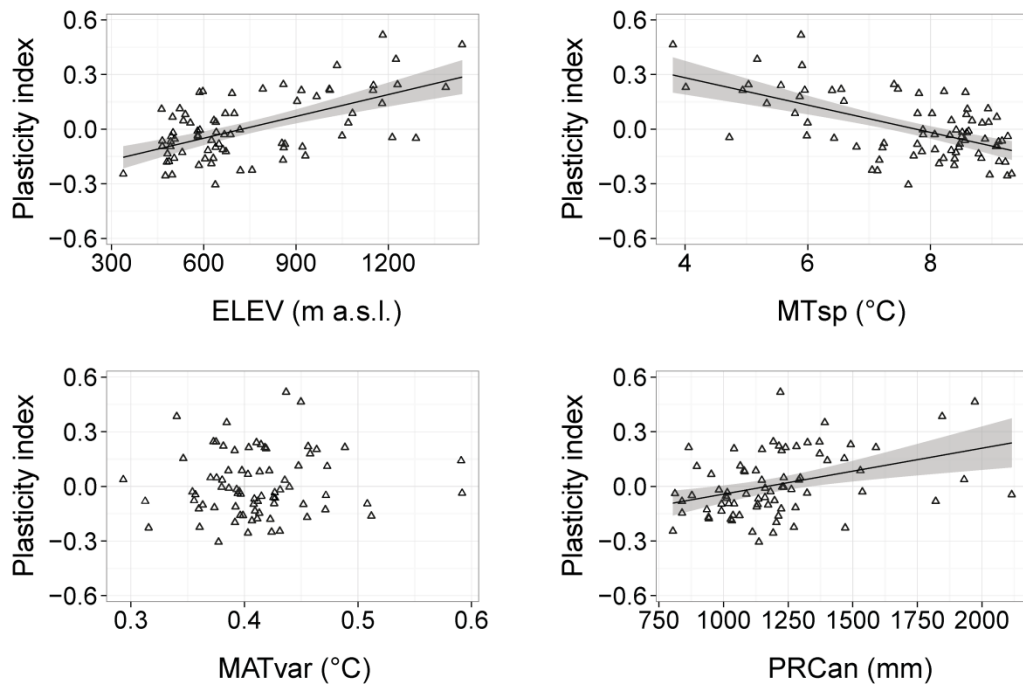 Plasticity index
0.6
0.3
0.0
−0.3
−0.6
300 600 900 1200
ELEV (m a.s.l.)
Plasticity index
0.6
0.3
0.0
−0.3
−0.6
4 6 8
MTsp (°C)
Plasticity index
0.6
0.3
0.0
−0.3
−0.6
0.3 0.4 0.5 0.6
MATvar (°C)
Plasticity index
0.6
0.3
0.0
−0.3
−0.6
750 1000 1250 1500 1750 2000
PRCan (mm)